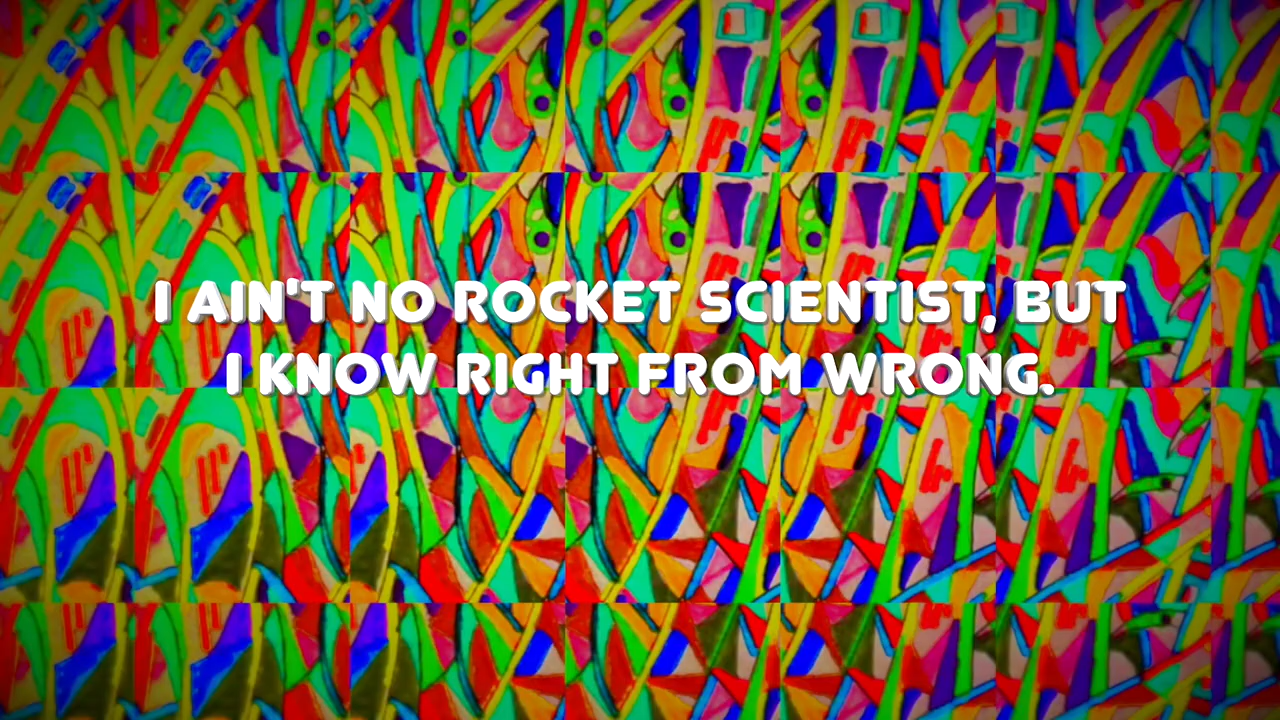 I AIN'T NO ROCKET SCIENTIST, BUT
I KNOW RIGHT FROM WRONG.